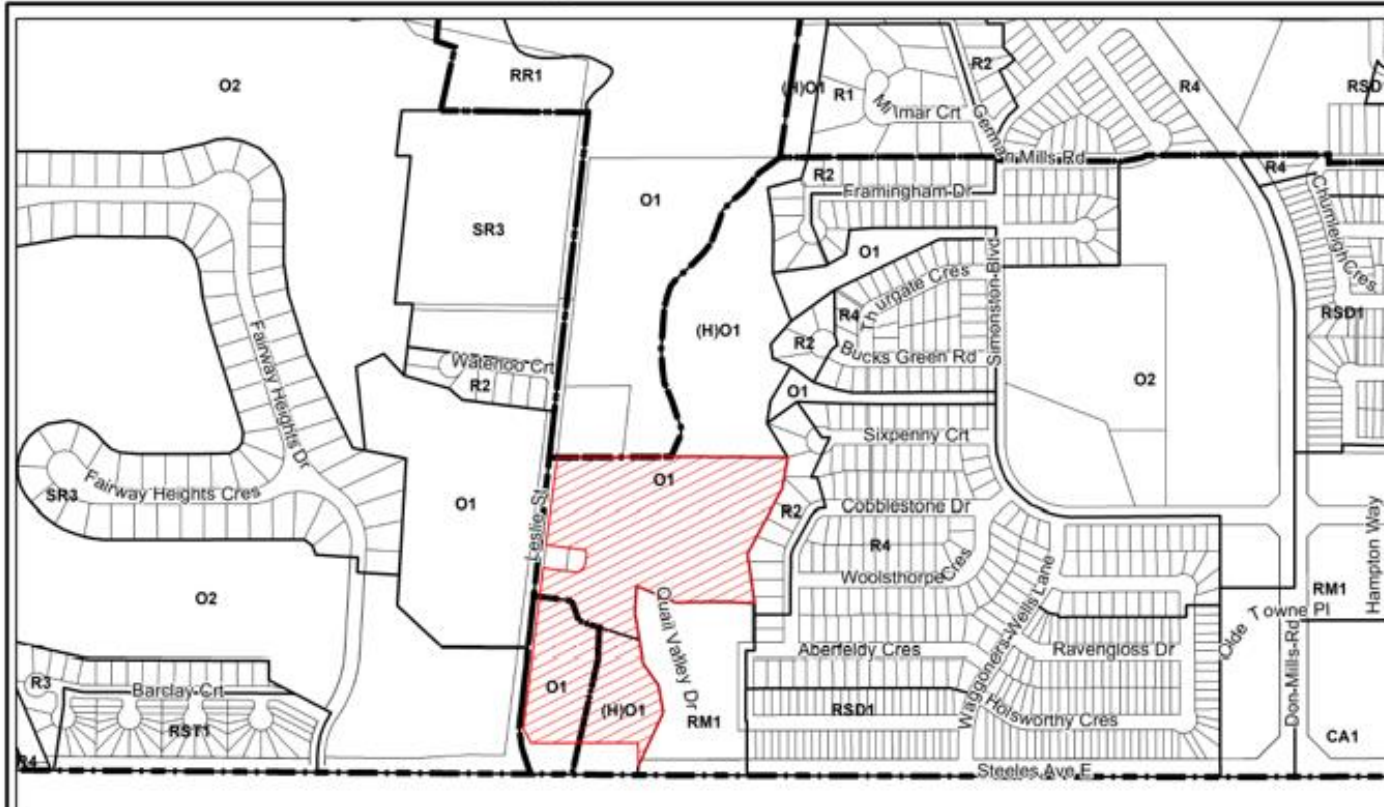 RR1
O2
(H)O1
R1
R2
R4
RSD
Milmar Crt
German Mills Rd
R2
R4
Framingham Dr
Chumleigh Cres
O1
SR3
O1
Thurgate Cres
Simonston Blvd
RSD1
(H)O1
R4
R2
Bucks Green Rd
Fairway Heights Dr
Waterloo Crt
R2
O1
O2
Sixpenny Crt
O1
Fairway Heights Cres
SR3
O1
Cobblestone Dr
R2
Hampton Way
Leslie St
R4
Woolsthorpe Cres
O2
Quail Valley Dr
Waggoners Wells Lane
RM1
Olde Towne Pl
Aberfeldy Cres
Ravengloss Dr
R3
Barclay Crt
O1
(H)O1
RM1
RSD1
Holsworthy Cres
Don Mills Rd
RST1
CA1
R4
Steeles Ave E